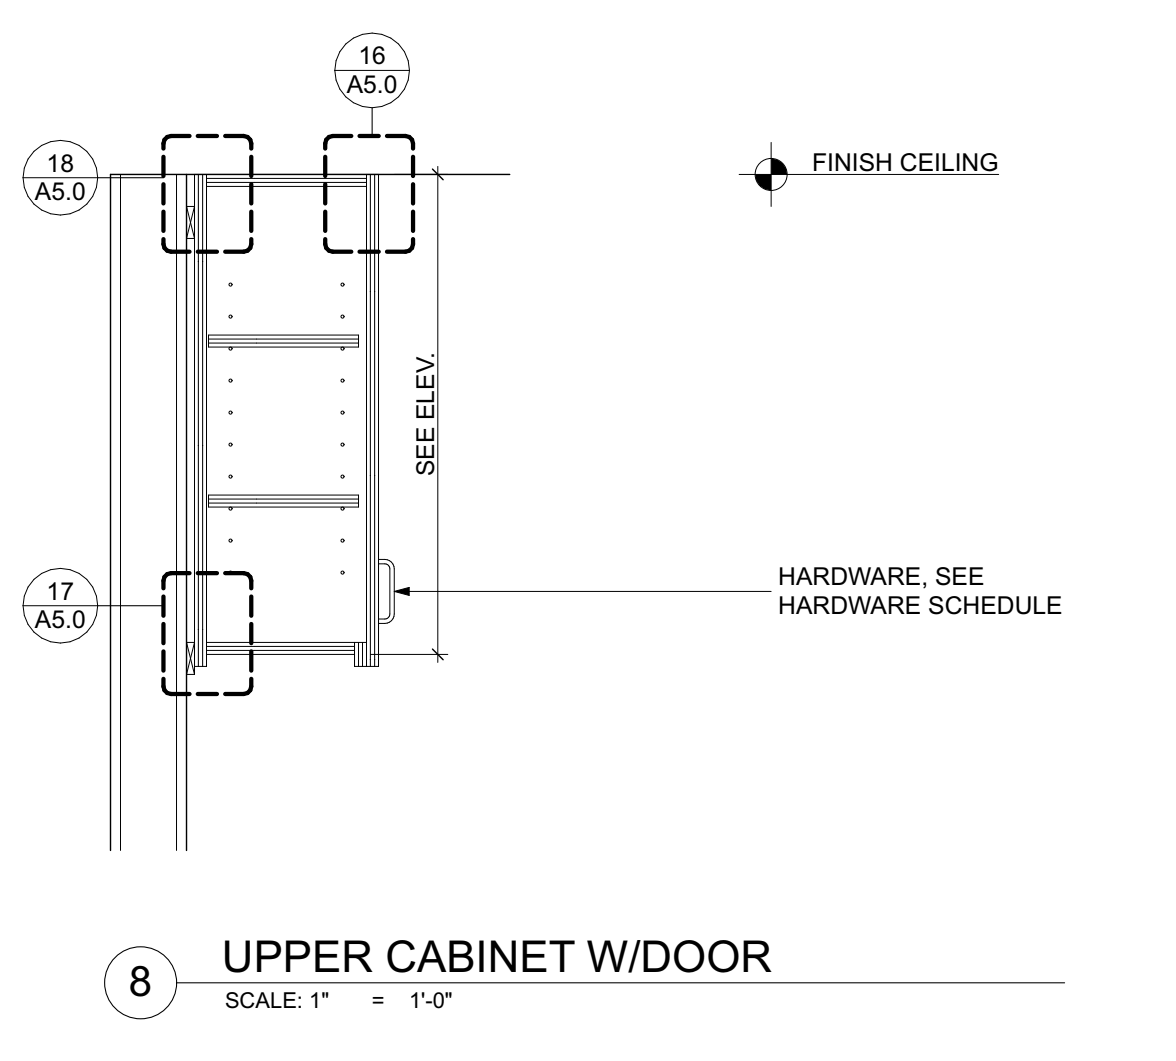 16
A5.0
18
A5.0
FINISH CEILING
SEE ELEV.
17
A5.0
HARDWARE, SEE
HARDWARE SCHEDULE
8
UPPER CABINET W/DOOR
SCALE: 1" = 1'-0"